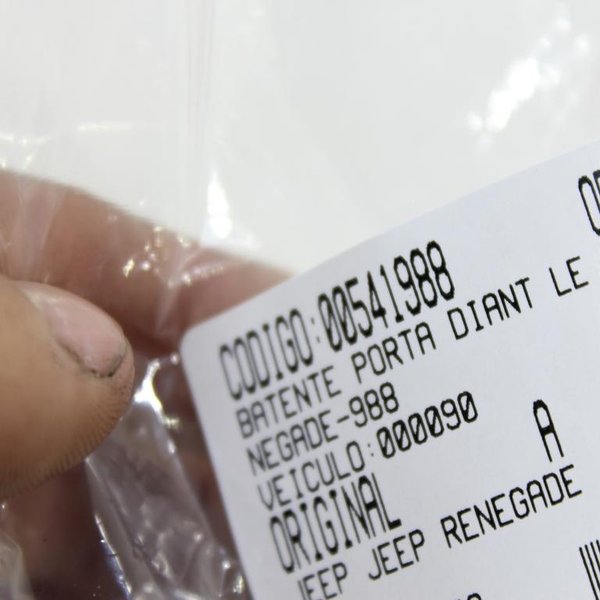 CODIGO:00541988
BATENTE PORTA DIANT LE
NEGADE-988
VEICULO:000090
ORIGINAL
A
JEEP JEEP RENEGADE